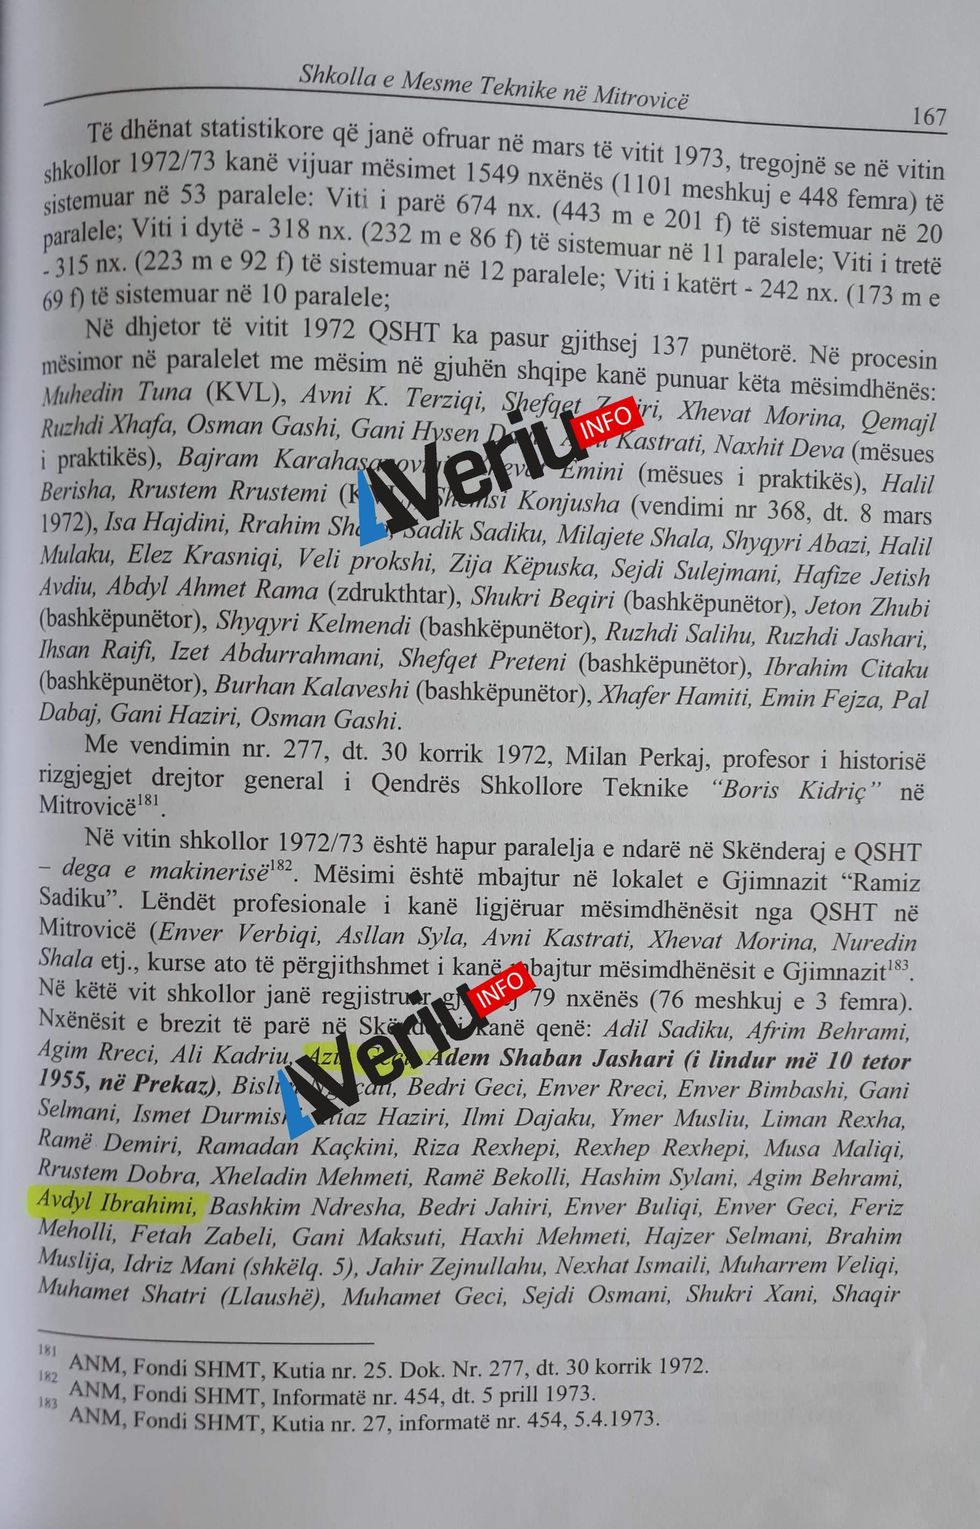 Shkolla e Mesme Teknike në Mitrovicë
167
Të dhënat statistikore që janë ofruar në mars të vitit 1973, tregojnë se në vitin
shkollor 1972/73 kanë vijuar mësimet 1549 nxënës (1101 meshkuj e 448 femra) të
sistemuar në 53 paralele: Viti i parë 674 nx. (443 m e 201 f) të sistemuar në 20
paralele; Viti i dytë - 318 nx. (232 m e 86 f) të sistemuar në 11 paralele; Viti i tretë
- 315 nx. (223 m e 92 f) të sistemuar në 12 paralele; Viti i katërt - 242 nx. (173 m e
69 f) të sistemuar në 10 paralele;
Në dhjetor të vitit 1972 QSHT ka pasur gjithsej 137 punëtorë. Në procesin
mësimor në paralelet me mësim në gjuhën shqipe kanë punuar këta mësimdhënës:
Muhedin Tuna (KVL), Avni K. Terziqi, Shefqet Xhevat Morina, Qemajl
Ruzhdi Xhafa, Osman Gashi, Gani Hysen Kastrati, Naxhit Deva (mësues
i praktikës), Bajram Emini (mësues i praktikës), Halil
Berisha, Rrustem Rrustemi Konjusha (vendimi nr 368, dt. 8 mars
1972), Isa Hajdini, Rrahim Sadik Sadiku, Milajete Shala, Shyqyri Abazi, Halil
Mulaku, Elez Krasniqi, Veli prokshi, Zija Këpuska, Sejdi Sulejmani, Hafize Jetish
Avdiu, Abdyl Ahmet Rama (zdrukthtar), Shukri Beqiri (bashkëpunëtor), Jeton Zhubi
(bashkëpunëtor), Shyqyri Kelmendi (bashkëpunëtor), Ruzhdi Salihu, Ruzhdi Jashari,
Ihsan Raifi, Izet Abdurrahmani, Shefqet Preteni (bashkëpunëtor), Ibrahim Citaku
(bashkëpunëtor), Burhan Kalaveshi (bashkëpunëtor), Xhafer Hamiti, Emin Fejza, Pal
Dabaj, Gani Haziri, Osman Gashi.
Me vendimin nr. 277, dt. 30 korrik 1972, Milan Perkaj, profesor i historisë
rizgjegjet drejtor general i Qendrës Shkollore Teknike “Boris Kidriç” në
Mitrovicë181.
Në vitin shkollor 1972/73 është hapur paralelja e ndarë në Skënderaj e QSHT
– dega e makinerisë182. Mësimi është mbajtur në lokalet e Gjimnazit “Ramiz
Sadiku”. Lëndët profesionale i kanë ligjëruar mësimdhënësit nga QSHT në
Mitrovicë (Enver Verbiqi, Asllan Syla, Avni Kastrati, Xhevat Morina, Nuredin
Shala etj., kurse ato të përgjithshmet i kanë mbajtur mësimdhënësit e Gjimnazit183.
Në këtë vit shkollor janë regjistruar 79 nxënës (76 meshkuj e 3 femra).
Nxënësit e brezit të parë në kanë qenë: Adil Sadiku, Afrim Behrami,
Agim Rreci, Ali Kadriu, Adem Shaban Jashari (i lindur më 10 tetor
1955, në Prekaz), Bedri Geci, Enver Rreci, Enver Bimbashi, Gani
Selmani, Ismet Durmishi, Haziri, Ilmi Dajaku, Ymer Musliu, Liman Rexha,
Ramë Demiri, Ramadan Kaçkini, Riza Rexhepi, Rexhep Rexhepi, Musa Maliqi,
Rrustem Dobra, Xheladin Mehmeti, Ramë Bekolli, Hashim Sylani, Agim Behrami,
Avdyl Ibrahimi, Bashkim Ndresha, Bedri Jahiri, Enver Buliqi, Enver Geci, Feriz
Meholli, Fetah Zabeli, Gani Maksuti, Haxhi Mehmeti, Hajzer Selmani, Brahim
Muslija, Idriz Mani (shkëlq. 5), Jahir Zejnullahu, Nexhat Ismaili, Muharrem Veliqi,
Muhamet Shatri (Llaushë), Muhamet Geci, Sejdi Osmani, Shukri Xani, Shaqir
181 ANM, Fondi SHMT, Kutia nr. 25. Dok. Nr. 277, dt. 30 korrik 1972.
182 ANM, Fondi SHMT, Informatë nr. 454, dt. 5 prill 1973.
183 ANM, Fondi SHMT, Kutia nr. 27, informatë nr. 454, 5.4.1973.
Veriu INFO
Veriu INFO